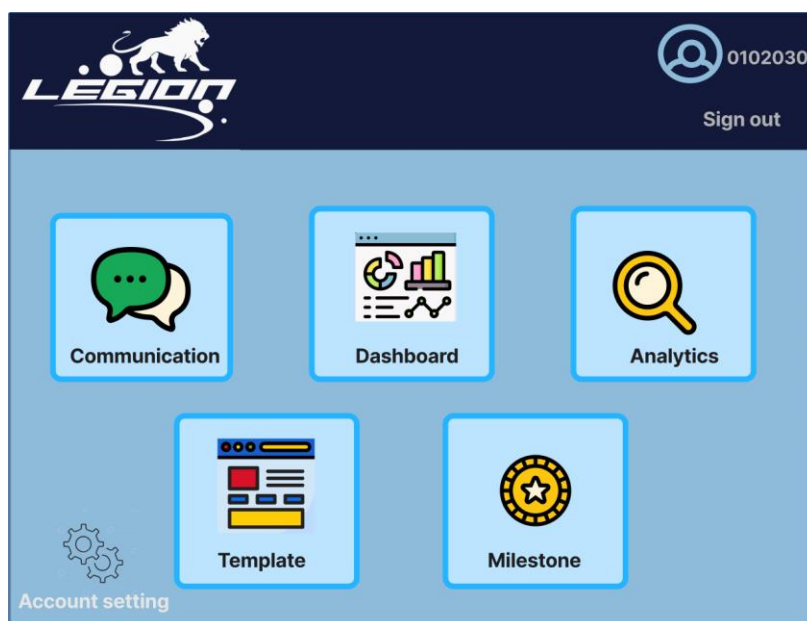 LEGION
0102030
Sign out
Communication
Dashboard
Analytics
Template
Milestone
Account setting